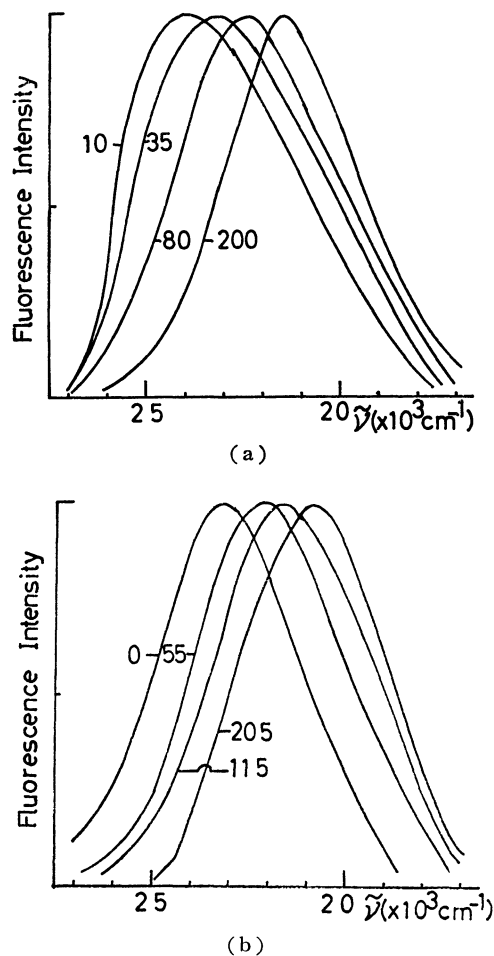 Fluorescence Intensity
10
35
80
200
25
20
ν̃(x10³cm⁻¹)
(a)
Fluorescence Intensity
0
55
205
115
25
20
ν̃(x10³cm⁻¹)
(b)